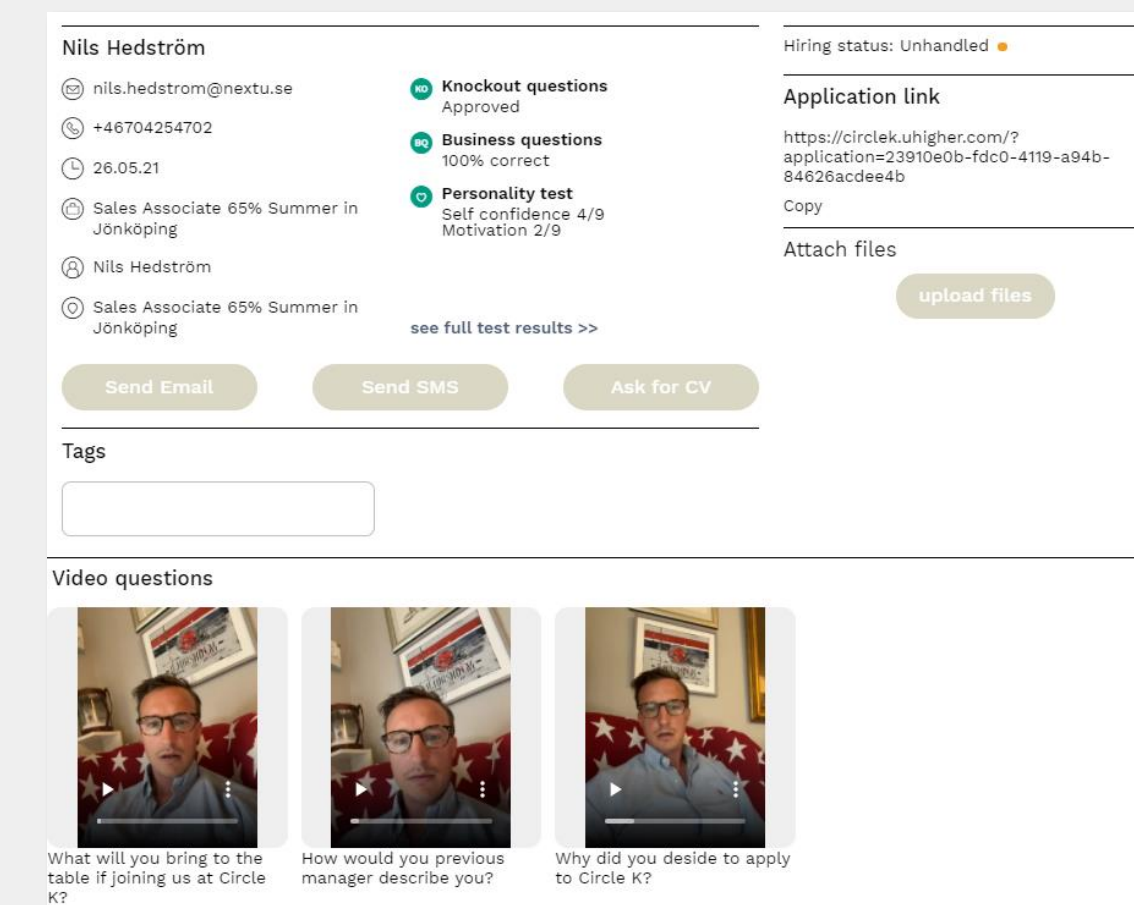 Nils Hedström
nils.hedstrom@nextu.se
+46704254702
26.05.21
Sales Associate 65% Summer in
Jönköping
Nils Hedström
Sales Associate 65% Summer in
Jönköping
KO
Knockout questions
Approved
BQ
Business questions
100% correct
Personality test
Self confidence 4/9
Motivation 2/9
see full test results >>
Send Email
Send SMS
Ask for CV
Hiring status: Unhandled
Application link
https://circlek.uhigher.com/?
application=23910e0b-fdc0-4119-a94b-
84626acdee4b
Copy
Attach files
upload files
Tags
Video questions
What will you bring to the
table if joining us at Circle
K?
How would you previous
manager describe you?
Why did you deside to apply
to Circle K?